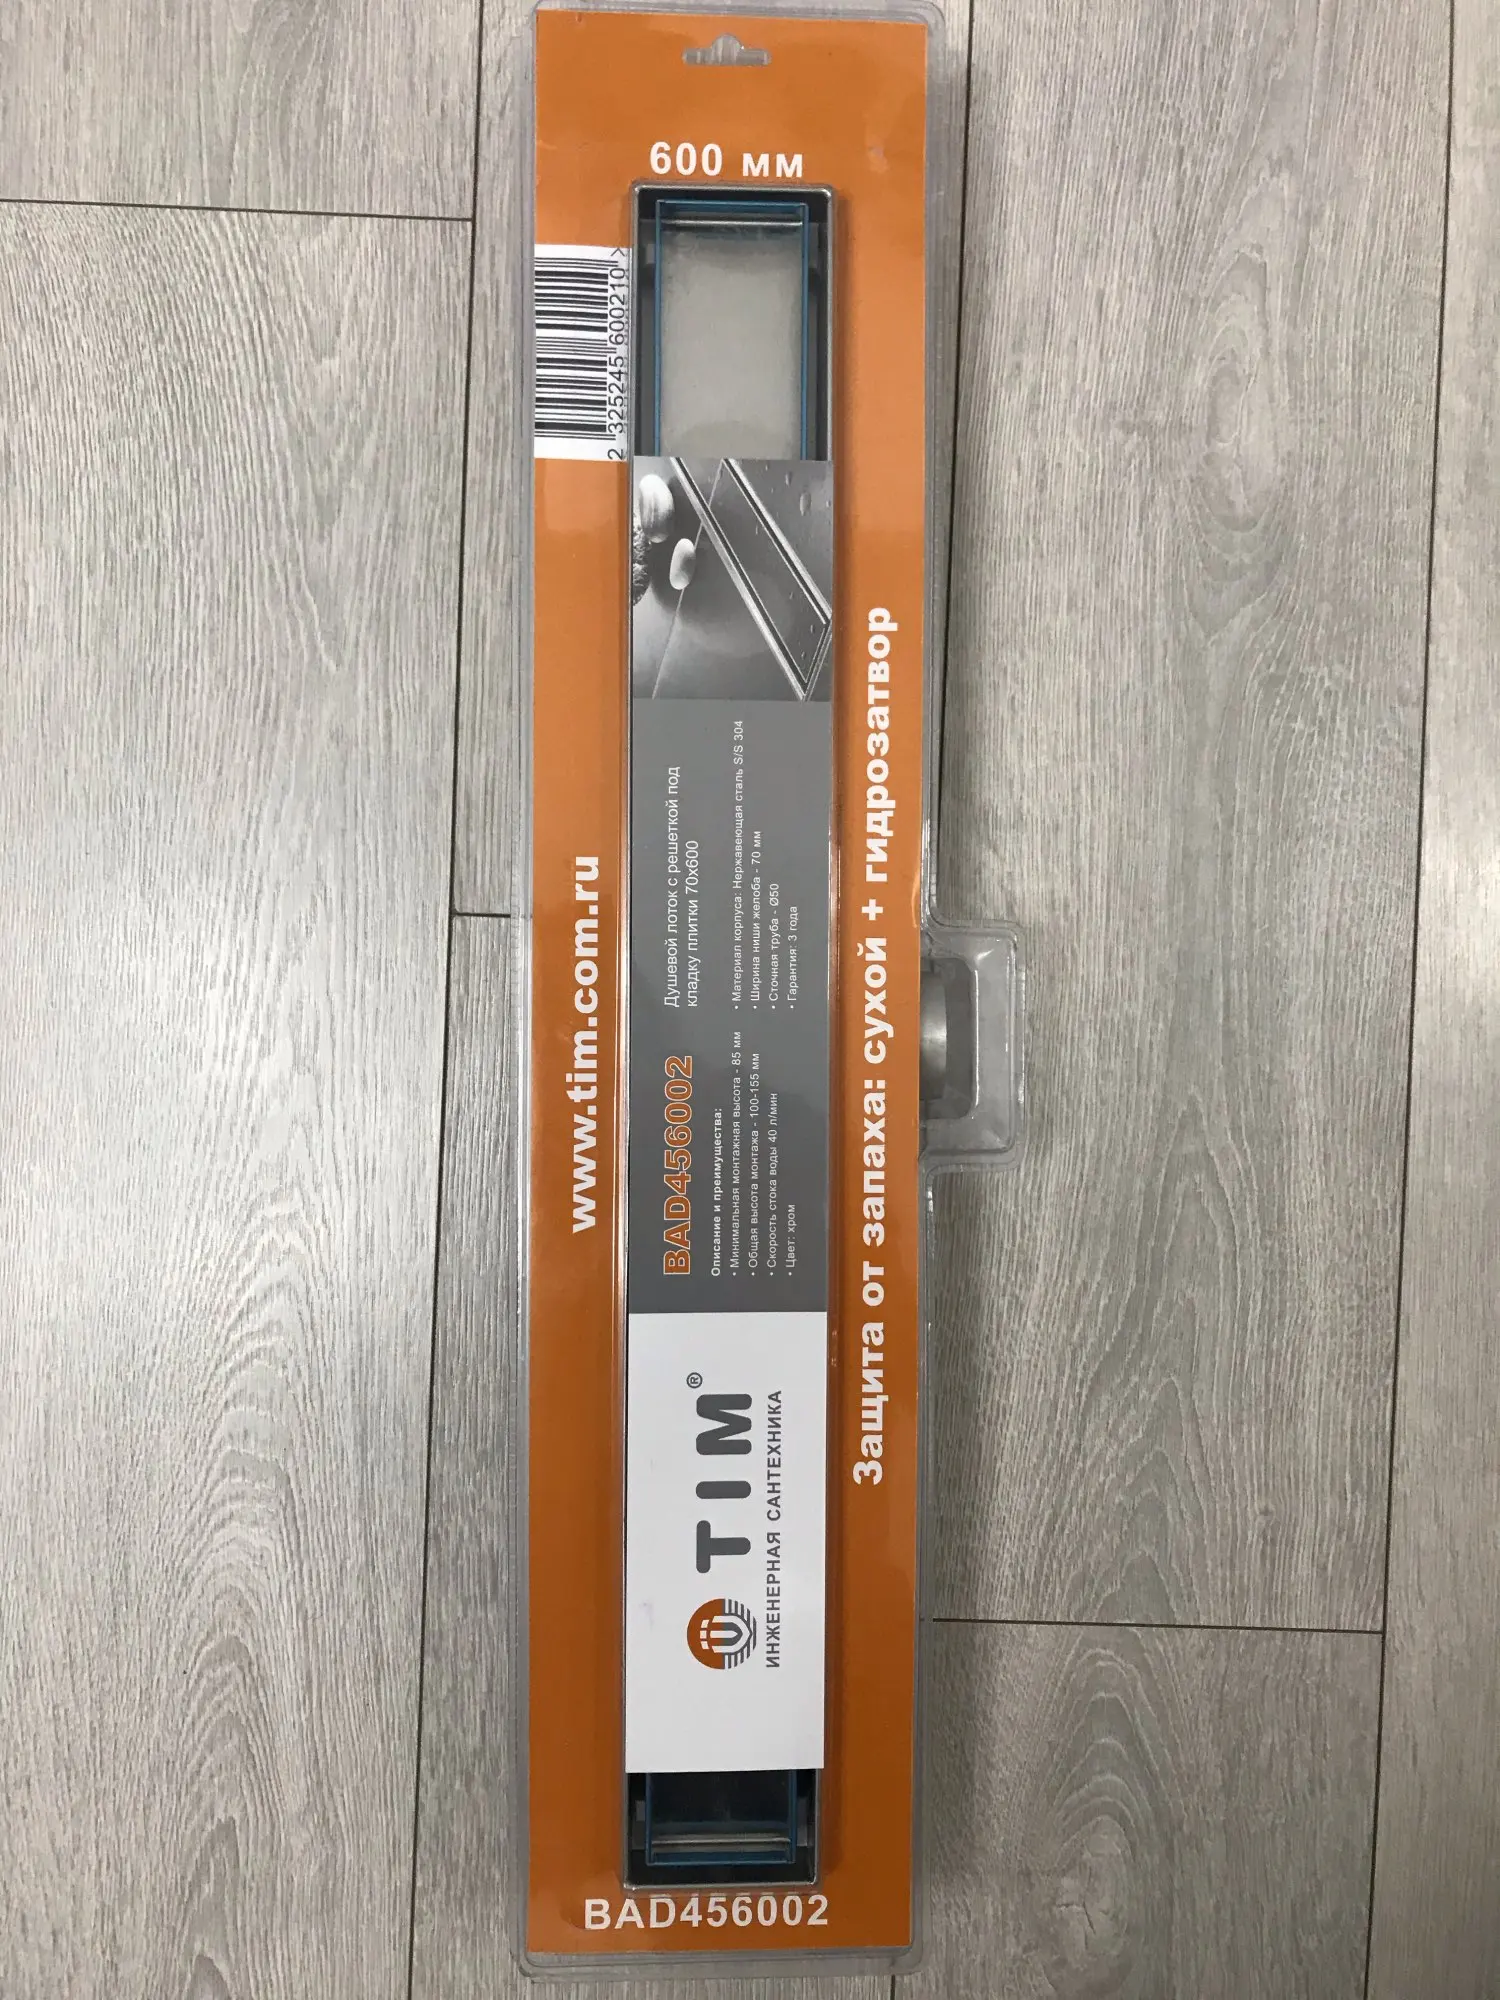 600 мм
2 325245 600210 >
www.tim.com.ru
BAD456002
Душевой лоток с решеткой под
кладку плитки 70х600
Описание и преимущества:
• Минимальная монтажная высота - 85 мм
• Общая высота монтажа - 100-155 мм
• Скорость стока воды 40 л/мин
• Цвет: хром
• Материал корпуса: Нержавеющая сталь S/S 304
• Ширина ниши желоба - 70 мм
• Сточная труба - Ø50
• Гарантия: 3 года
TIM®
ИНЖЕНЕРНАЯ САНТЕХНИКА
Защита от запаха: сухой + гидрозатвор
BAD456002